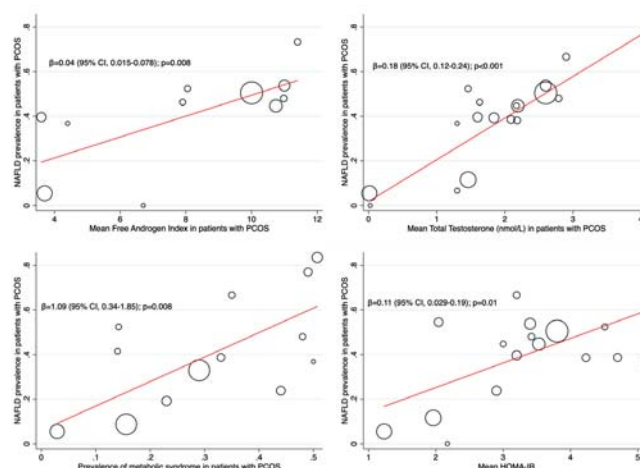 NAFLD prevalence in patients with PCOS
.8
.6
.4
.2
0
β=0.04 (95% CI, 0.015-0.078); p=0.008
4 6 8 10 12
Mean Free Androgen Index in patients with PCOS
NAFLD prevalence in patients with PCOS
.8
.6
.4
.2
0
β=0.18 (95% CI, 0.12-0.24); p<0.001
0 1 2 3 4
Mean Total Testosterone (nmol/L) in patients with PCOS
NAFLD prevalence in patients with PCOS
.8
.6
.4
.2
0
β=1.09 (95% CI, 0.34-1.85); p=0.008
0 .1 .2 .3 .4 .5
Prevalence of metabolic syndrome in patients with PCOS
NAFLD prevalence in patients with PCOS
.8
.6
.4
.2
0
β=0.11 (95% CI, 0.029-0.19); p=0.01
1 2 3 4 5
Mean HOMA-IR